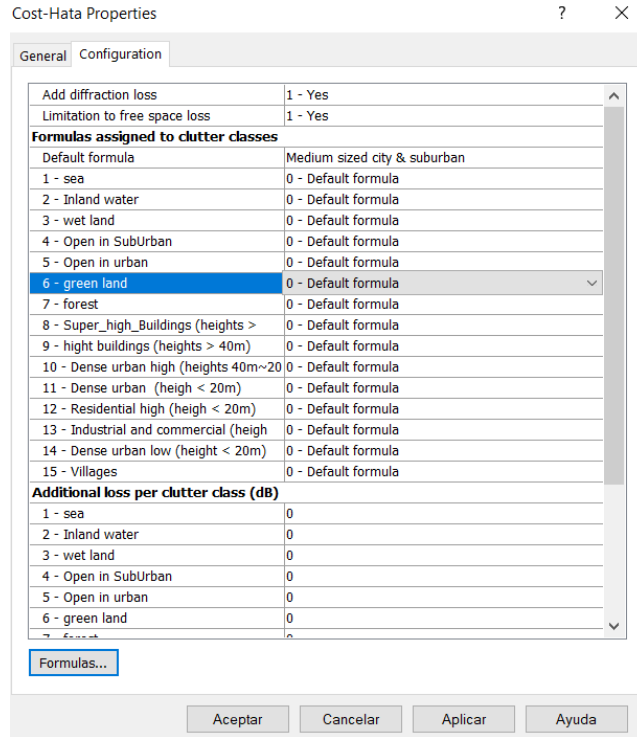 Cost-Hata Properties ? ×
General Configuration
Add diffraction loss 1 - Yes
Limitation to free space loss 1 - Yes
Formulas assigned to clutter classes
Default formula Medium sized city & suburban
1 - sea 0 - Default formula
2 - Inland water 0 - Default formula
3 - wet land 0 - Default formula
4 - Open in SubUrban 0 - Default formula
5 - Open in urban 0 - Default formula
6 - green land 0 - Default formula
7 - forest 0 - Default formula
8 - Super_high_Buildings (heights > 0 - Default formula
9 - hight buildings (heights > 40m) 0 - Default formula
10 - Dense urban high (heights 40m~20 0 - Default formula
11 - Dense urban (heigh < 20m) 0 - Default formula
12 - Residential high (heigh < 20m) 0 - Default formula
13 - Industrial and commercial (heigh 0 - Default formula
14 - Dense urban low (height < 20m) 0 - Default formula
15 - Villages 0 - Default formula
Additional loss per clutter class (dB)
1 - sea 0
2 - Inland water 0
3 - wet land 0
4 - Open in SubUrban 0
5 - Open in urban 0
6 - green land 0
Formulas...
Aceptar Cancelar Aplicar Ayuda